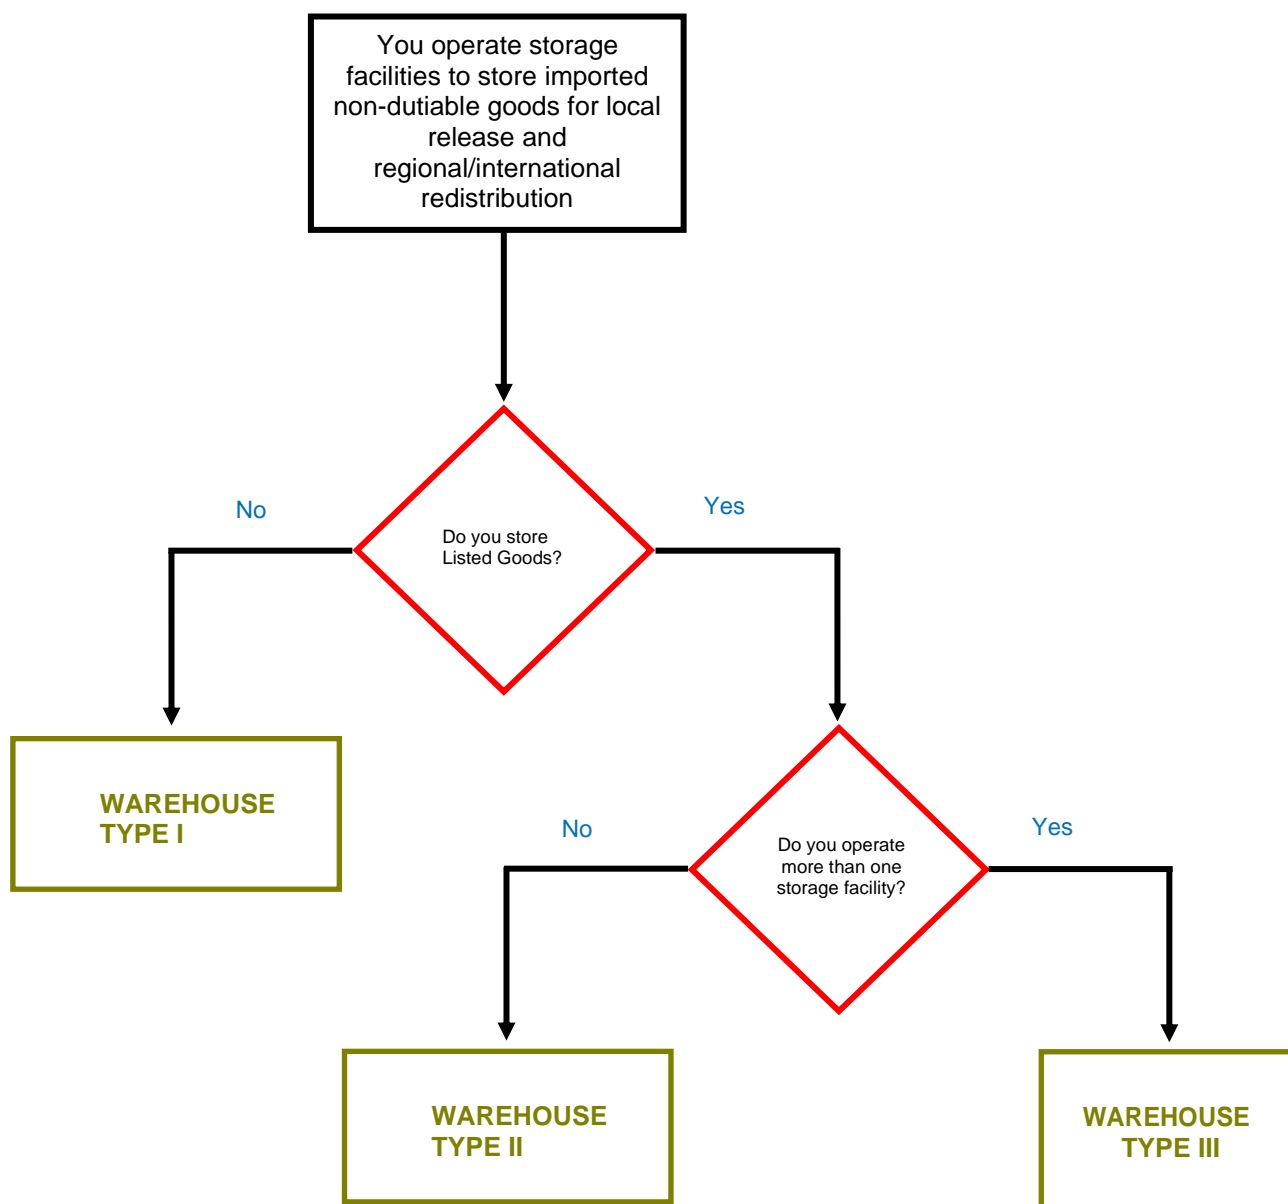 You operate storage
facilities to store imported
non-dutiable goods for local
release and
regional/international
redistribution
No
Yes
Do you store
Listed Goods?
WAREHOUSE
TYPE I
No
Yes
Do you operate
more than one
storage facility?
WAREHOUSE
TYPE II
WAREHOUSE
TYPE III